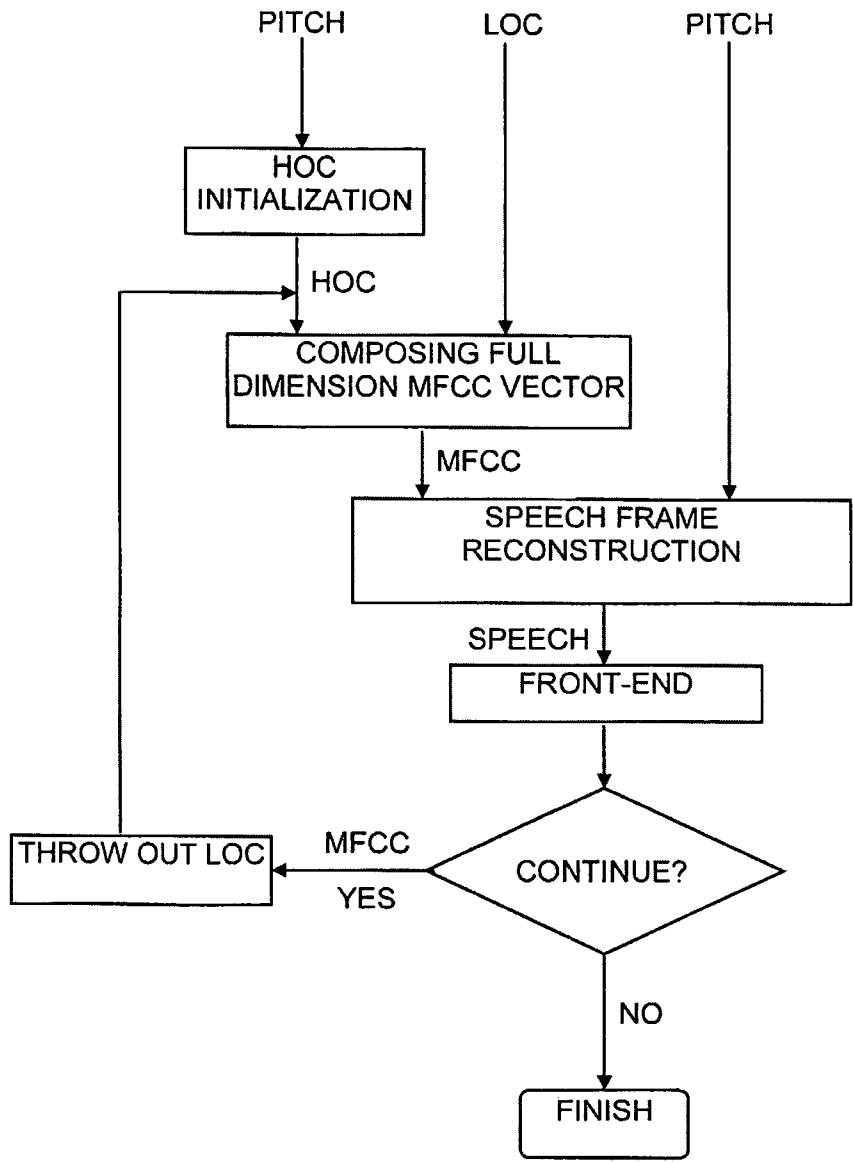 PITCH
LOC
PITCH
HOC
INITIALIZATION
HOC
COMPOSING FULL
DIMENSION MFCC VECTOR
MFCC
SPEECH FRAME
RECONSTRUCTION
SPEECH
FRONT-END
THROW OUT LOC
MFCC
YES
CONTINUE?
NO
FINISH